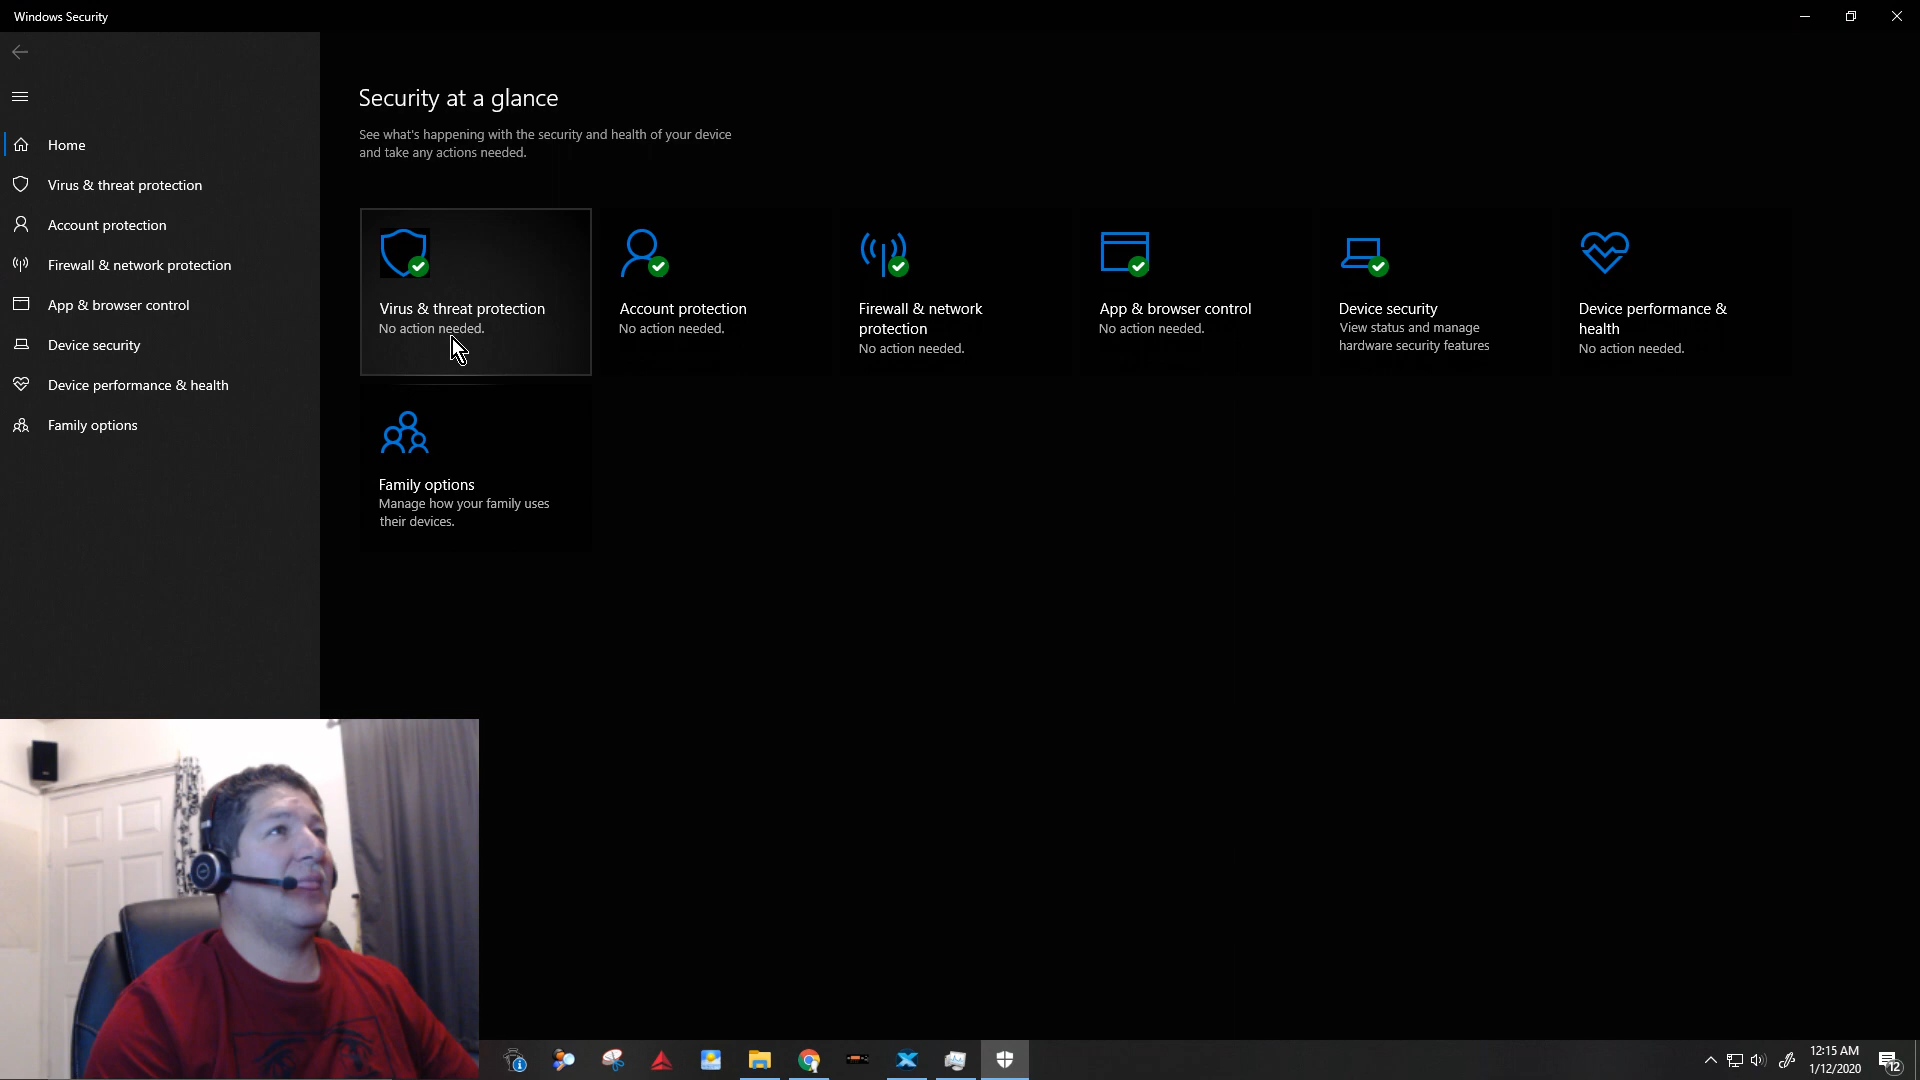 Windows Security
Home
Virus & threat protection
Account protection
Firewall & network protection
App & browser control
Device security
Device performance & health
Family options
Security at a glance
See what's happening with the security and health of your device
and take any actions needed.
Virus & threat protection
No action needed.
Account protection
No action needed.
Firewall & network
protection
No action needed.
App & browser control
No action needed.
Device security
View status and manage
hardware security features
Device performance &
health
No action needed.
Family options
Manage how your family uses
their devices.
12:15 AM
1/12/2020
12